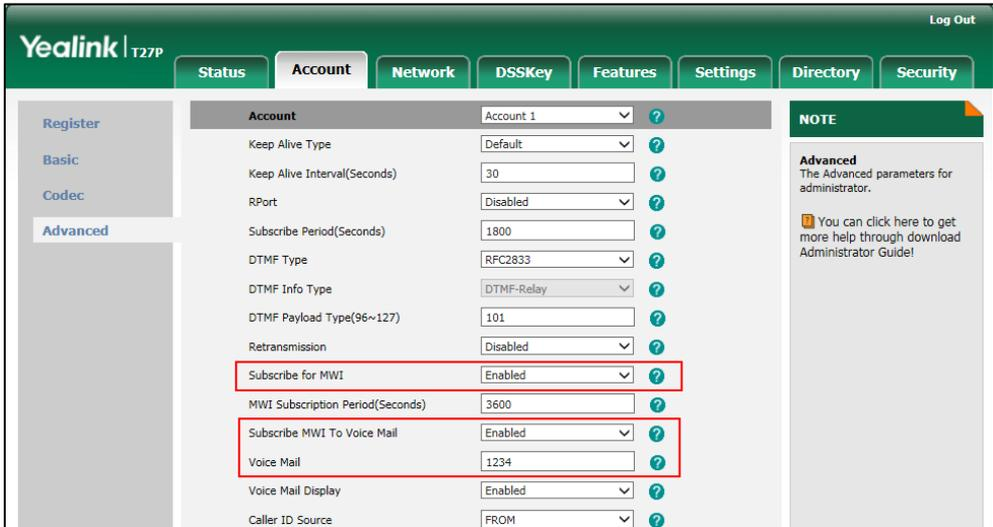 Log Out
Yealink T27P
Status Account Network DSSKey Features Settings Directory Security
Register
Basic
Codec
Advanced
Account Account 1 ?
Keep Alive Type Default ?
Keep Alive Interval(Seconds) 30 ?
RPort Disabled ?
Subscribe Period(Seconds) 1800 ?
DTMF Type RFC2833 ?
DTMF Info Type DTMF-Relay ?
DTMF Payload Type(96~127) 101 ?
Retransmission Disabled ?
Subscribe for MWI Enabled ?
MWI Subscription Period(Seconds) 3600 ?
Subscribe MWI To Voice Mail Enabled ?
Voice Mail 1234 ?
Voice Mail Display Enabled ?
Caller ID Source FROM ?
NOTE
Advanced
The Advanced parameters for
administrator.
? You can click here to get
more help through download
Administrator Guide!